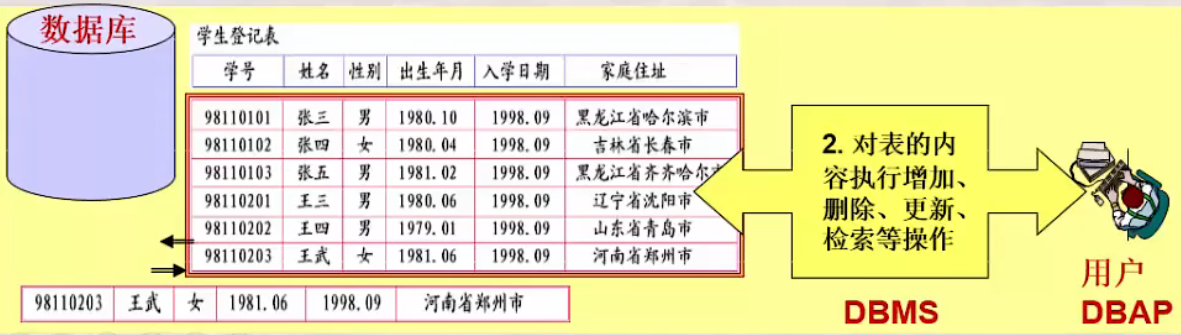 数据库
学生登记表
学号 姓名 性别 出生年月 入学日期 家庭住址
98110101 张三 男 1980.10 1998.09 黑龙江省哈尔滨市
98110102 张四 女 1980.04 1998.09 吉林省长春市
98110103 张五 男 1981.02 1998.09 黑龙江省齐齐哈尔市
98110201 王三 男 1980.06 1998.09 辽宁省沈阳市
98110202 王四 男 1979.01 1998.09 山东省青岛市
98110203 王武 女 1981.06 1998.09 河南省郑州市
98110203 王武 女 1981.06 1998.09 河南省郑州市
2. 对表的内
容执行增加、
删除、更新、
检索等操作
DBMS
用户
DBAP